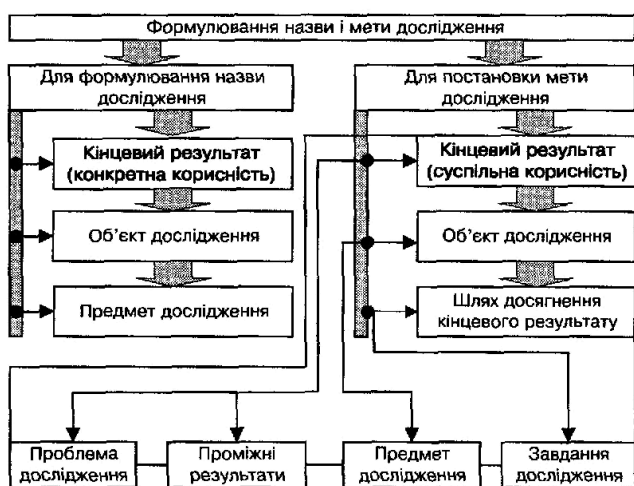 Формулювання назви і мети дослідження
Для формулювання назви
дослідження
Для постановки мети
дослідження
Кінцевий результат
(конкретна корисність)
Кінцевий результат
(суспільна корисність)
Об'єкт дослідження
Об'єкт дослідження
Предмет дослідження
Шлях досягнення
кінцевого результату
Проблема
дослідження
Проміжні
результати
Предмет
дослідження
Завдання
дослідження